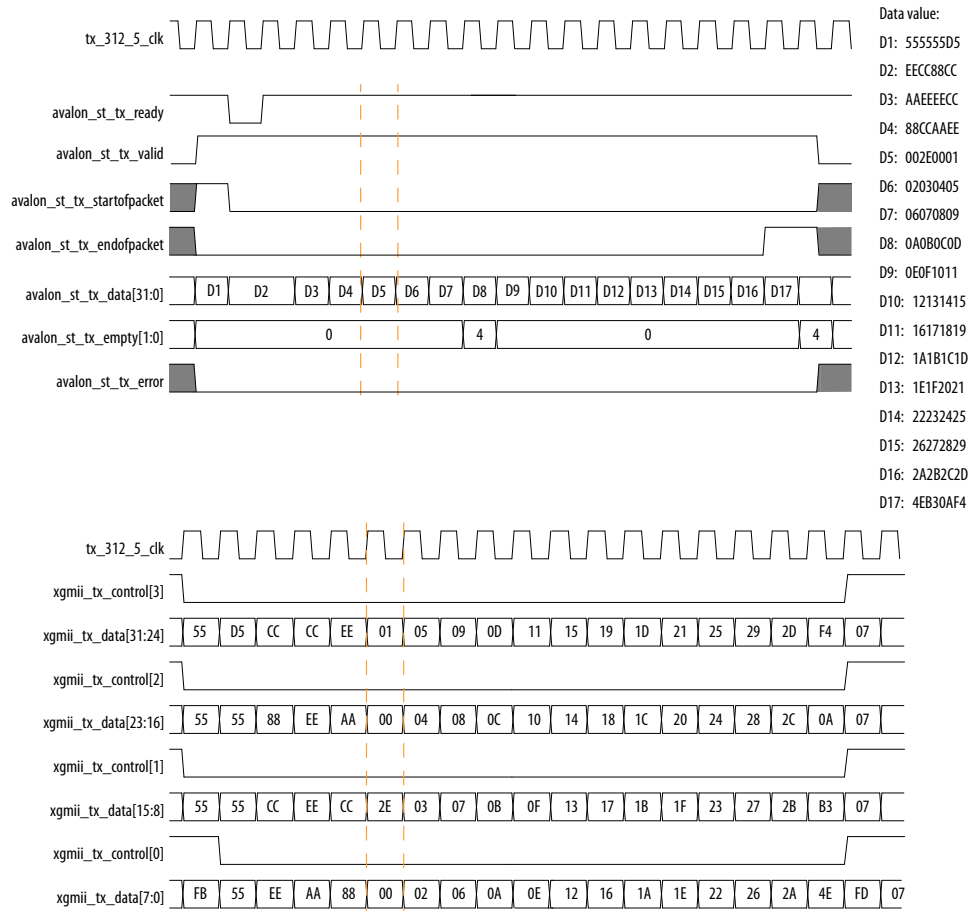 tx_312_5_clk
avalon_st_tx_ready
avalon_st_tx_valid
avalon_st_tx_startofpacket
avalon_st_tx_endofpacket
avalon_st_tx_data[31:0] D1 D2 D3 D4 D5 D6 D7 D8 D9 D10 D11 D12 D13 D14 D15 D16 D17
avalon_st_tx_empty[1:0] 0 4 0 4
avalon_st_tx_error
Data value:
D1: 555555D5
D2: EECC88CC
D3: AAEEEECC
D4: 88CCAAEE
D5: 002E0001
D6: 02030405
D7: 06070809
D8: 0A0B0C0D
D9: 0E0F1011
D10: 12131415
D11: 16171819
D12: 1A1B1C1D
D13: 1E1F2021
D14: 22232425
D15: 26272829
D16: 2A2B2C2D
D17: 4EB30AF4
tx_312_5_clk
xgmii_tx_control[3]
xgmii_tx_data[31:24] 55 D5 CC CC EE 01 05 09 0D 11 15 19 1D 21 25 29 2D F4 07
xgmii_tx_control[2]
xgmii_tx_data[23:16] 55 55 88 EE AA 00 04 08 0C 10 14 18 1C 20 24 28 2C 0A 07
xgmii_tx_control[1]
xgmii_tx_data[15:8] 55 55 CC EE CC 2E 03 07 0B 0F 13 17 1B 1F 23 27 2B B3 07
xgmii_tx_control[0]
xgmii_tx_data[7:0] FB 55 EE AA 88 00 02 06 0A 0E 12 16 1A 1E 22 26 2A 4E FD 07